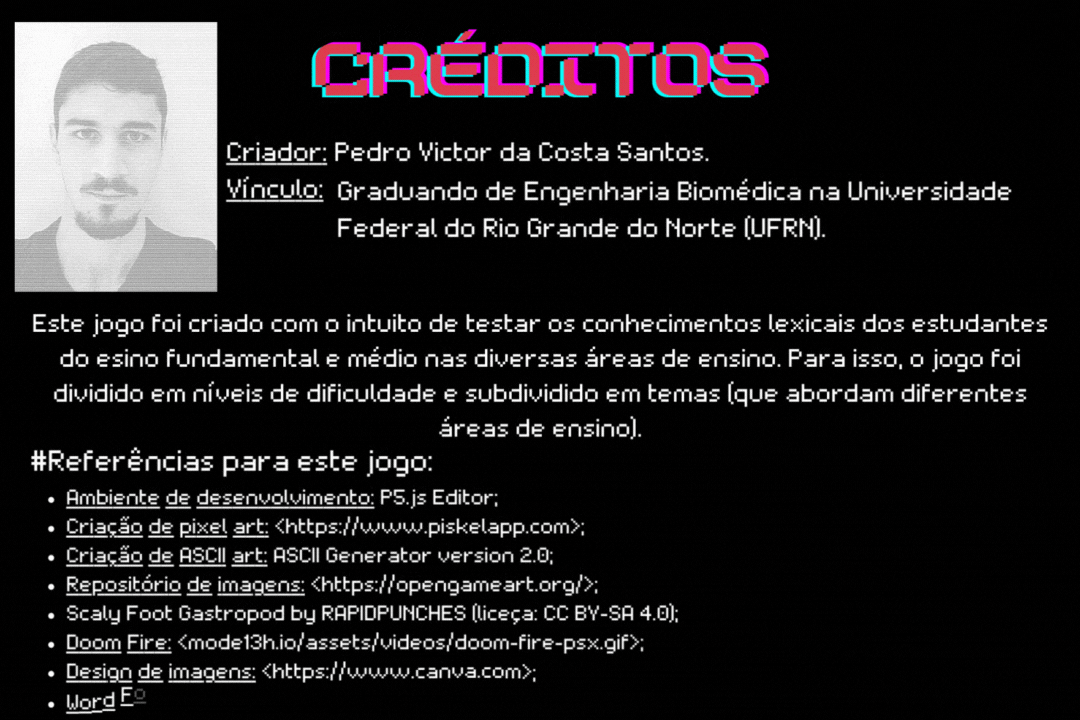 CRÉDITOS
Criador: Pedro Victor da Costa Santos.
Vínculo: Graduando de Engenharia Biomédica na Universidade
Federal do Rio Grande do Norte (UFRN).
Este jogo foi criado com o intuito de testar os conhecimentos lexicais dos estudantes
do esino fundamental e médio nas diversas áreas de ensino. Para isso, o jogo foi
dividido em níveis de dificuldade e subdividido em temas (que abordam diferentes
áreas de ensino).
#Referências para este jogo:
• Ambiente de desenvolvimento: P5.js Editor;
• Criação de pixel art: <https://www.piskelapp.com>;
• Criação de ASCII art: ASCII Generator version 2.0;
• Repositório de imagens: <https://opengameart.org/>;
• Scaly Foot Gastropod by RAPIDPUNCHES (liceça: CC BY-SA 4.0);
• Doom Fire: <mode13h.io/assets/videos/doom-fire-psx.gif>;
• Design de imagens: <https://www.canva.com>;
• Word Fo